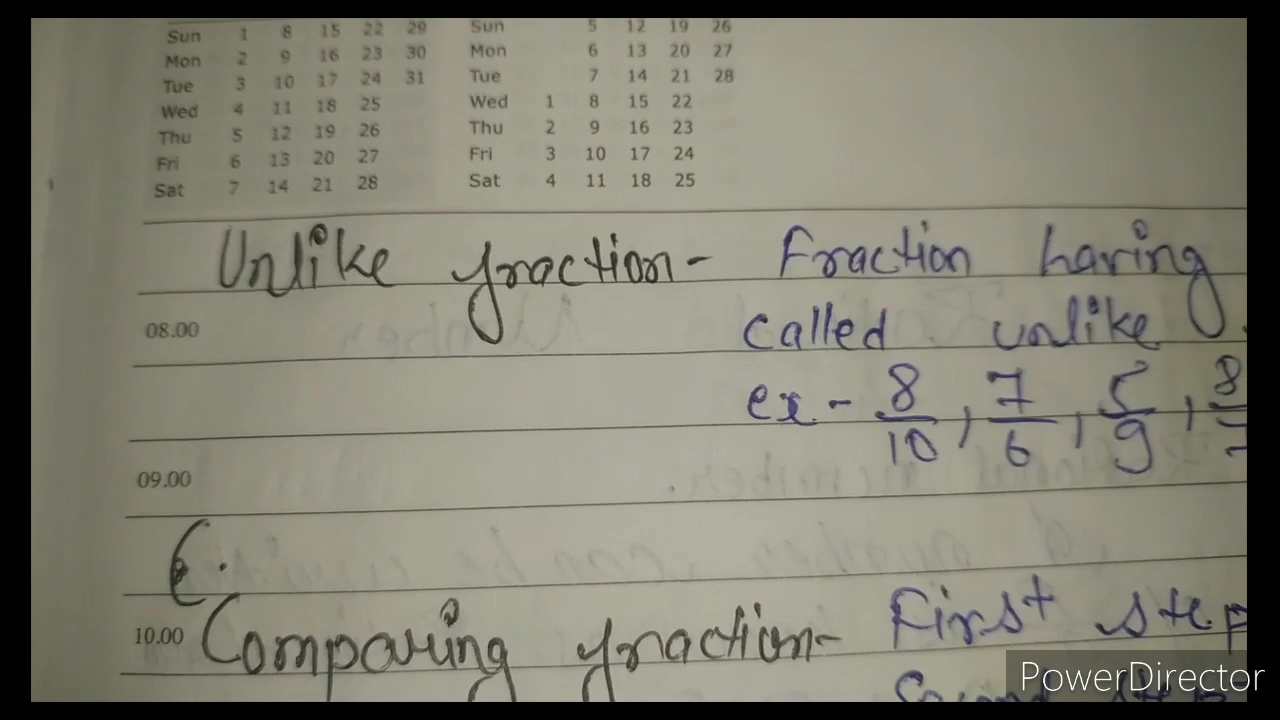 Sun 1 8 15 22 29 Sun 5 12 19 26
Mon 2 9 16 23 30 Mon 6 13 20 27
Tue 3 10 17 24 31 Tue 7 14 21 28
Wed 4 11 18 25 Wed 1 8 15 22
Thu 5 12 19 26 Thu 2 9 16 23
Fri 6 13 20 27 Fri 3 10 17 24
Sat 7 14 21 28 Sat 4 11 18 25
Unlike fraction- Fraction having
08.00 called unlike
ex- 8/10, 7/6, 5/9, 8/
09.00
10.00 Comparing fraction- First step
PowerDirector